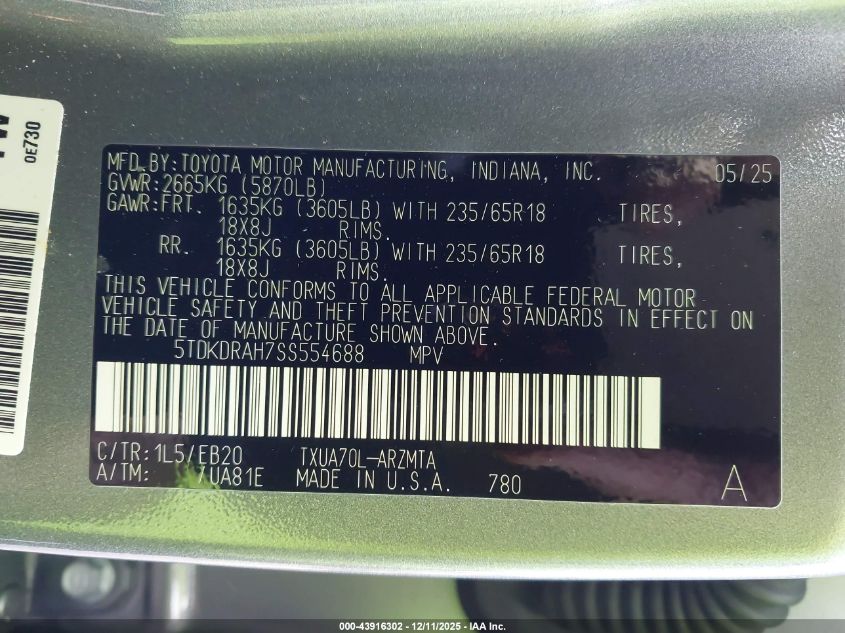 0E730
MFD.BY:TOYOTA MOTOR MANUFACTURING, INDIANA, INC. 05/25
GVWR:2665KG (5870LB)
GAWR:FRT. 1635KG (3605LB) WITH 235/65R18 TIRES,
18X8J RIMS.
RR. 1635KG (3605LB) WITH 235/65R18 TIRES,
18X8J RIMS.
THIS VEHICLE CONFORMS TO ALL APPLICABLE FEDERAL MOTOR
VEHICLE SAFETY AND THEFT PREVENTION STANDARDS IN EFFECT ON
THE DATE OF MANUFACTURE SHOWN ABOVE.
5TDKDRAH7SS554688 MPV
C/TR:1L5/EB20 TXUA70L-ARZMTA
A/TM: /UA81E MADE IN U.S.A. 780 A
000-43916302 - 12/11/2025 - IAA Inc.